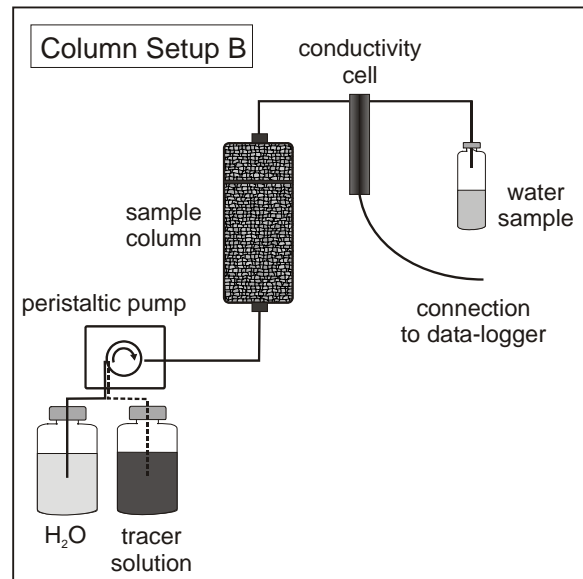 Column Setup B
conductivity
cell
sample
column
water
sample
connection
to data-logger
peristaltic pump
H₂O
tracer
solution